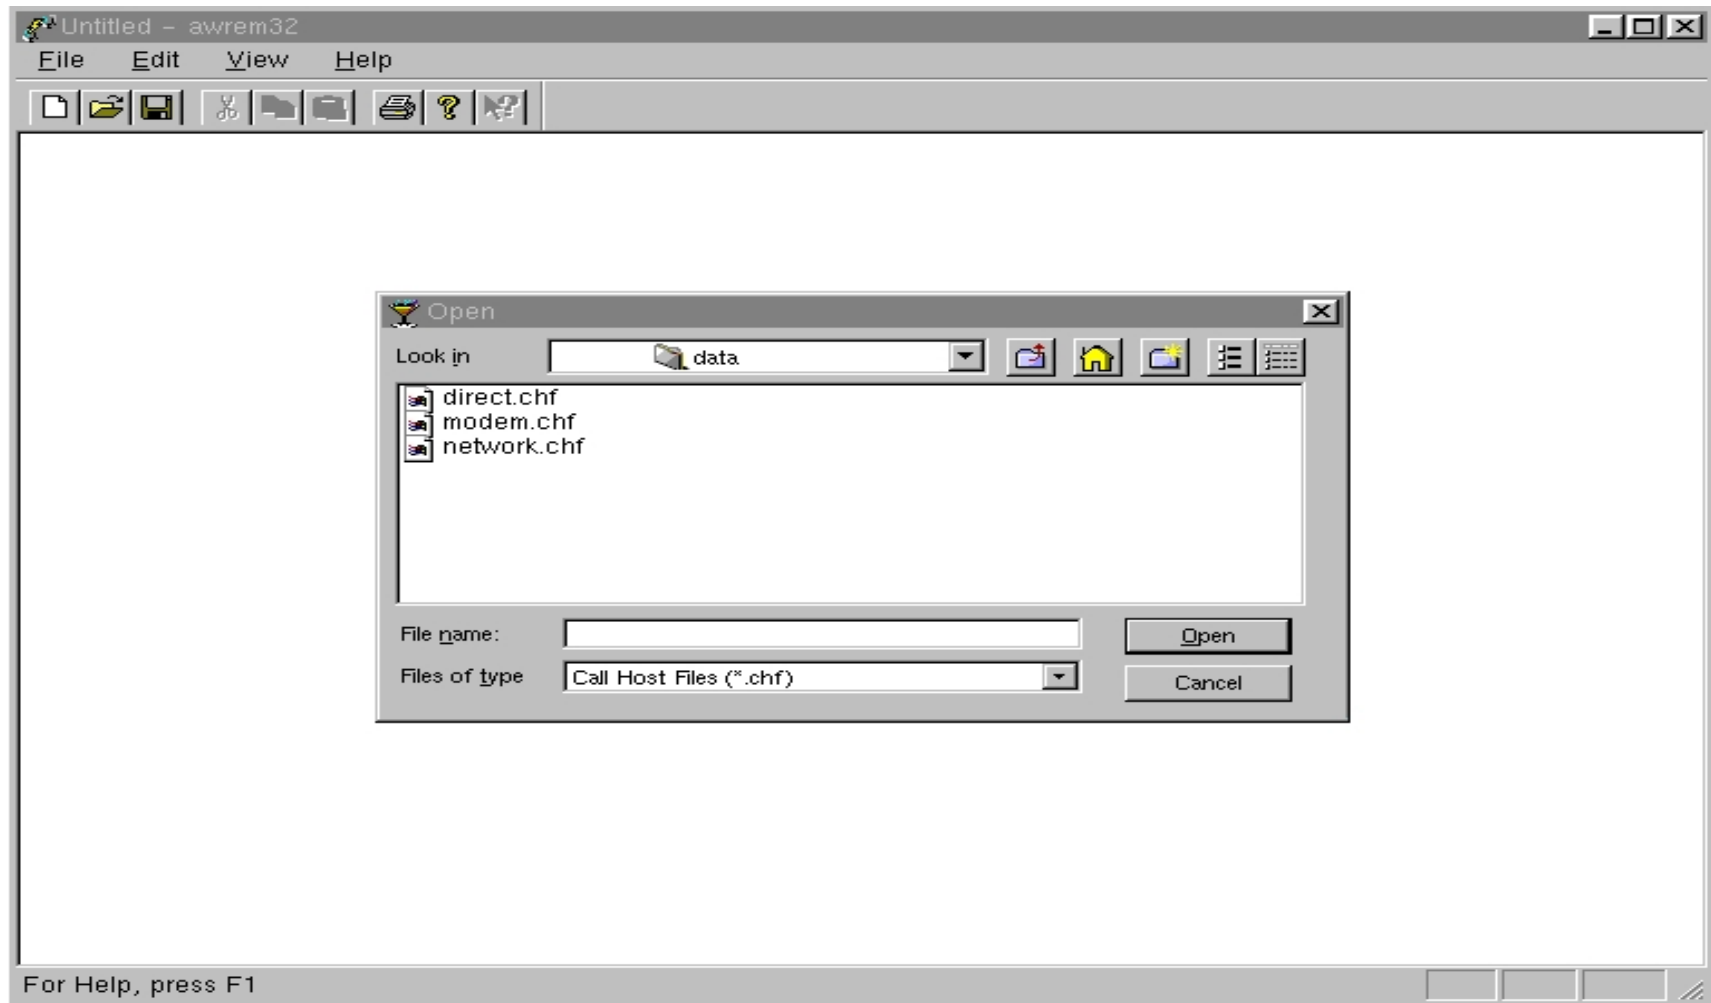 Untitled – awrem32
File Edit View Help
Open
Look in data
direct.chf
modem.chf
network.chf
File name: Open
Files of type Call Host Files (*.chf) Cancel
For Help, press F1